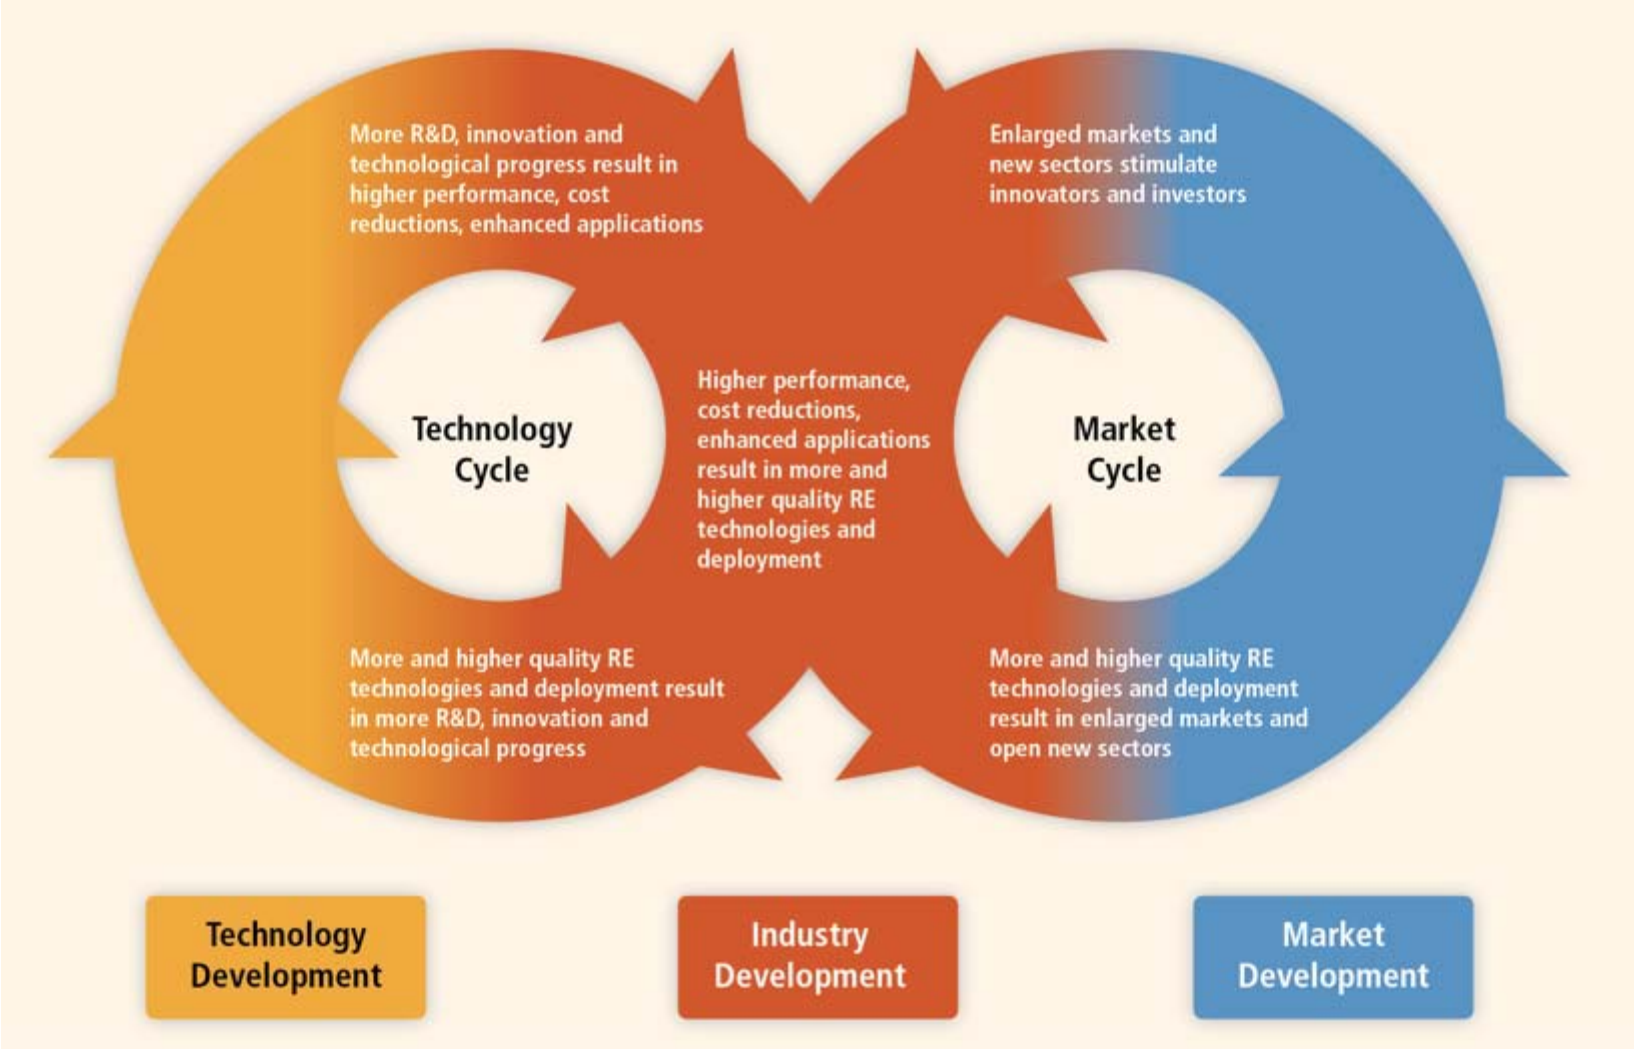 More R&D, innovation and
technological progress result in
higher performance, cost
reductions, enhanced applications
Enlarged markets and
new sectors stimulate
innovators and investors
Technology
Cycle
Higher performance,
cost reductions,
enhanced applications
result in more and
higher quality RE
technologies and
deployment
Market
Cycle
More and higher quality RE
technologies and deployment result
in more R&D, innovation and
technological progress
More and higher quality RE
technologies and deployment
result in enlarged markets and
open new sectors
Technology
Development
Industry
Development
Market
Development